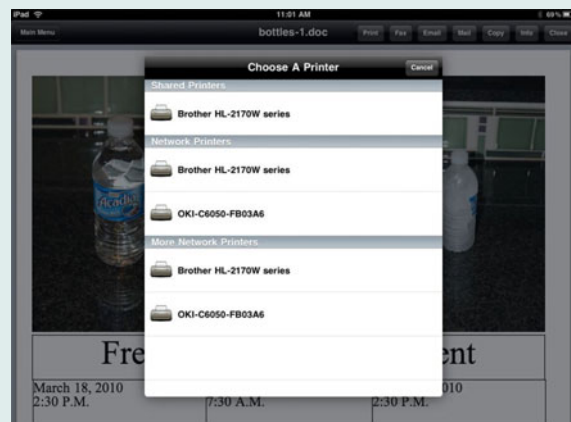 iPad 11:01 AM 69%
Main Menu bottles-1.doc Print Fax Email Mail Copy Info Close
Choose A Printer Cancel
Shared Printers
Brother HL-2170W series
Network Printers
Brother HL-2170W series
OKI-C6050-FB03A6
More Network Printers
Brother HL-2170W series
OKI-C6050-FB03A6
Acadia
Fre ent
March 18, 2010 010
2:30 P.M. 7:30 A.M. 2:30 P.M.